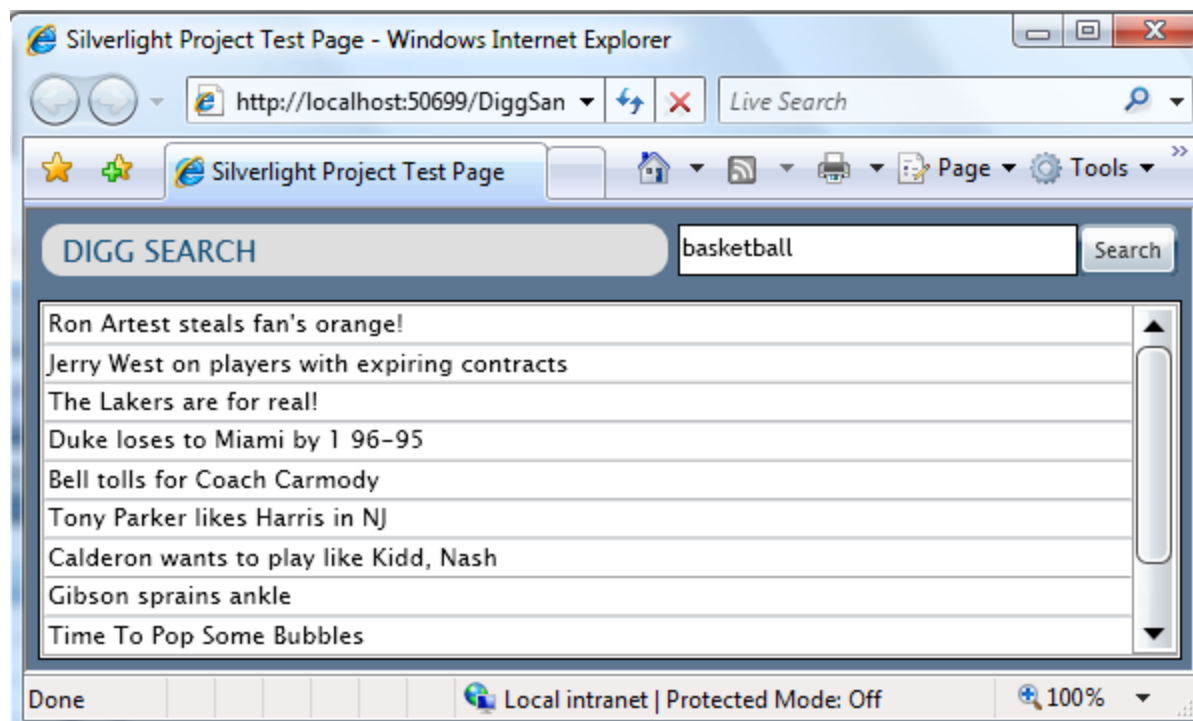 Silverlight Project Test Page - Windows Internet Explorer
http://localhost:50699/DiggSan
Live Search
Silverlight Project Test Page
Page
Tools
DIGG SEARCH
basketball
Search
Ron Artest steals fan's orange!
Jerry West on players with expiring contracts
The Lakers are for real!
Duke loses to Miami by 1 96-95
Bell tolls for Coach Carmody
Tony Parker likes Harris in NJ
Calderon wants to play like Kidd, Nash
Gibson sprains ankle
Time To Pop Some Bubbles
Done
Local intranet | Protected Mode: Off
100%